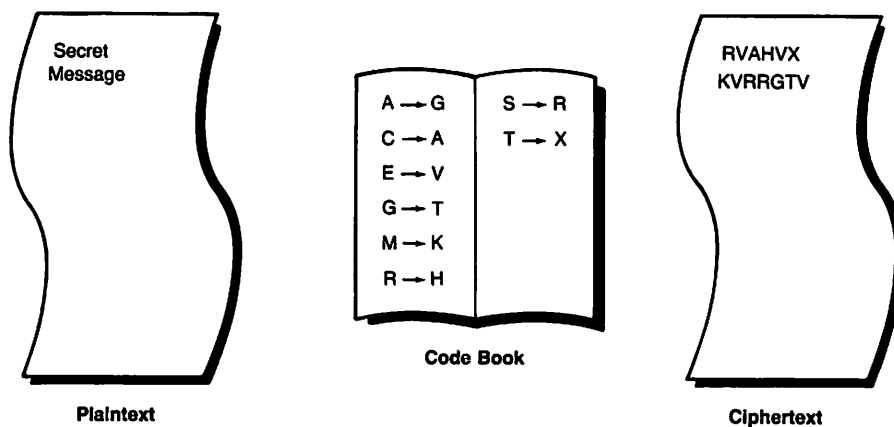 Secret
Message
Plaintext
A → G
C → A
E → V
G → T
M → K
R → H
S → R
T → X
Code Book
RVAHVX
KVRRGTV
Ciphertext